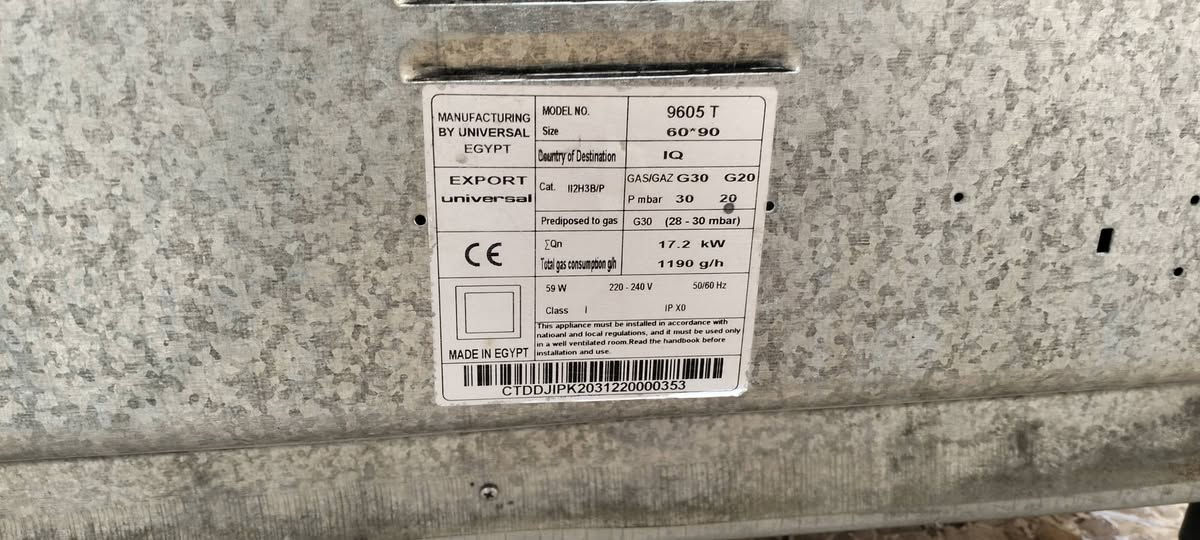 MANUFACTURING
BY UNIVERSAL
EGYPT
MODEL NO. 9605 T
Size 60*90
Country of Destination IQ
EXPORT
universal
Cat. II2H3B/P
GAS/GAZ G30 G20
P mbar 30 20
Prediposed to gas G30 (28 - 30 mbar)
CE
∑Qn 17.2 kW
Total gas consumption g/h 1190 g/h
59 W 220 - 240 V 50/60 Hz
Class I IP X0
MADE IN EGYPT
This appliance must be installed in accordance with
natioanl and local regulations, and it must be used only
in a well ventilated room.Read the handbook before
installation and use.
CTDDJIPK2031220000353